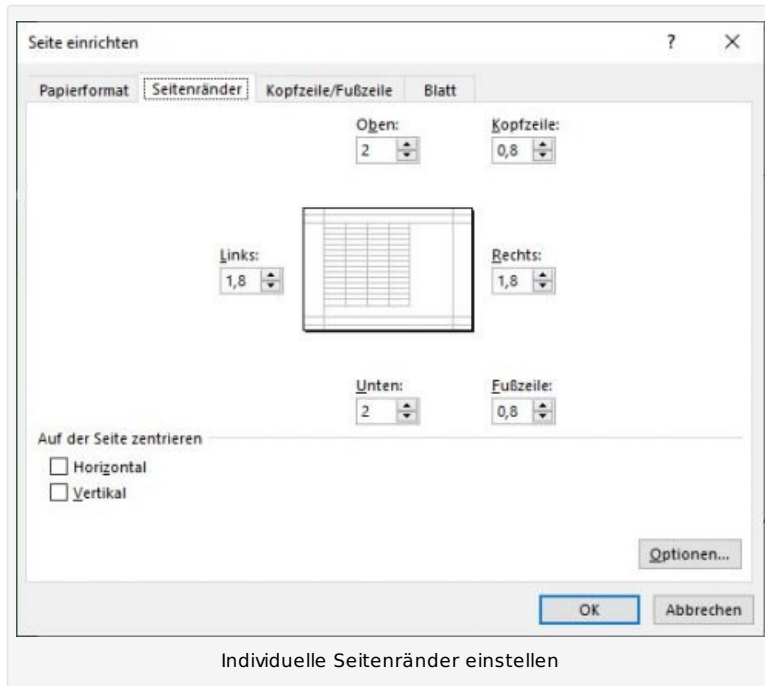 Seite einrichten ?
Papierformat Seitenränder Kopfzeile/Fußzeile Blatt
Oben: Kopfzeile:
2 0,8
Links: Rechts:
1,8 1,8
Unten: Fußzeile:
2 0,8
Auf der Seite zentrieren
Horizontal
Vertikal
Optionen...
OK Abbrechen
Individuelle Seitenränder einstellen